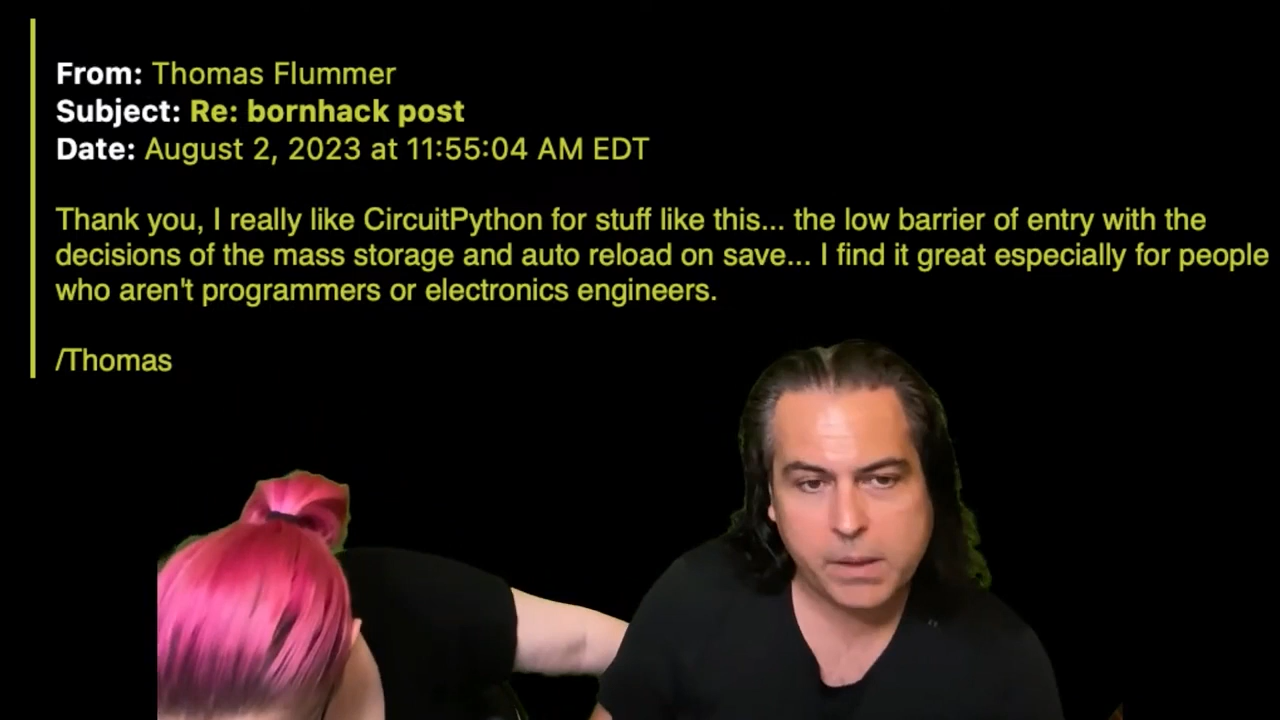 From: Thomas Flummer
Subject: Re: bornhack post
Date: August 2, 2023 at 11:55:04 AM EDT
Thank you, I really like CircuitPython for stuff like this... the low barrier of entry with the
decisions of the mass storage and auto reload on save... I find it great especially for people
who aren't programmers or electronics engineers.
/Thomas